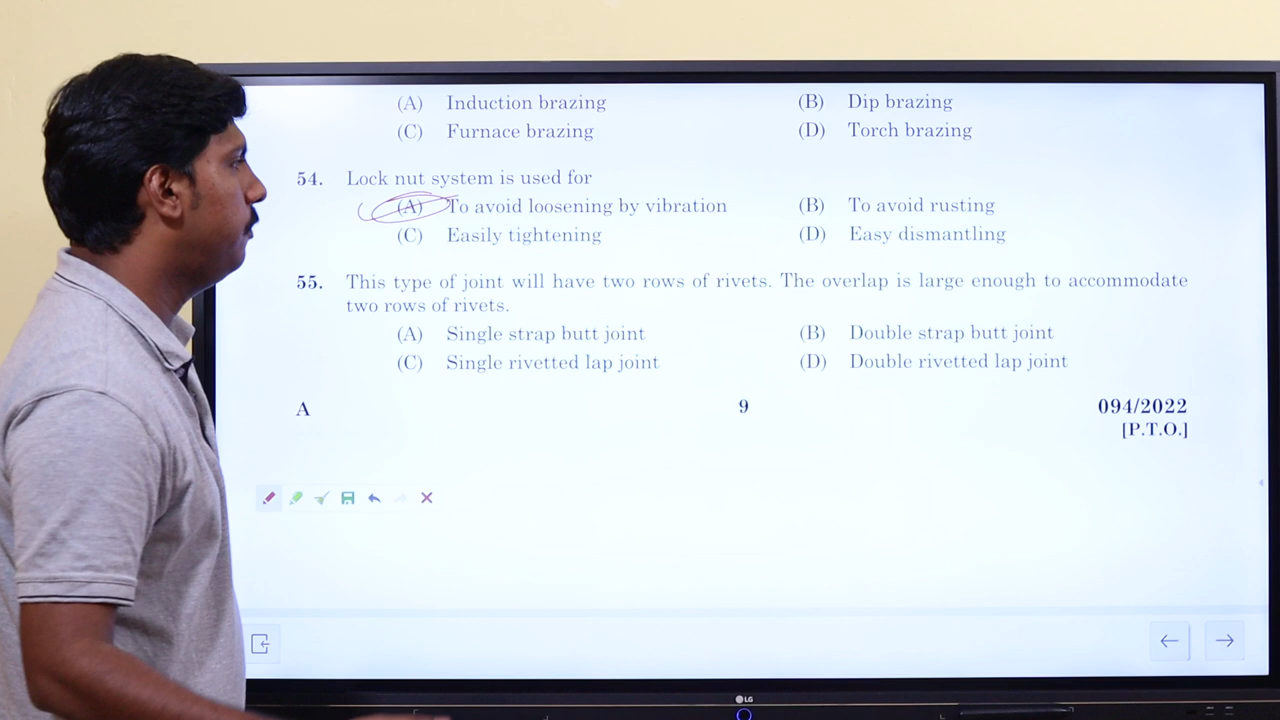 (A) Induction brazing (B) Dip brazing
(C) Furnace brazing (D) Torch brazing
54. Lock nut system is used for
(A) To avoid loosening by vibration (B) To avoid rusting
(C) Easily tightening (D) Easy dismantling
55. This type of joint will have two rows of rivets. The overlap is large enough to accommodate
two rows of rivets.
(A) Single strap butt joint (B) Double strap butt joint
(C) Single rivetted lap joint (D) Double rivetted lap joint
A 9 094/2022
[P.T.O.]
LG